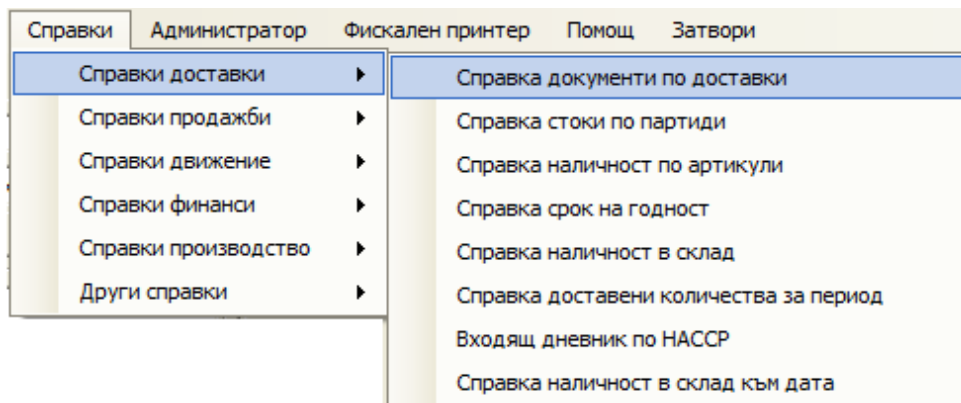 Справки Администратор Фискален принтер Помощ Затвори
Справки доставки
Справки продажби
Справки движение
Справки финанси
Справки производство
Други справки
Справка документи по доставки
Справка стоки по партиди
Справка наличност по артикули
Справка срок на годност
Справка наличност в склад
Справка доставени количества за период
Входящ дневник по НАССР
Справка наличност в склад към дата